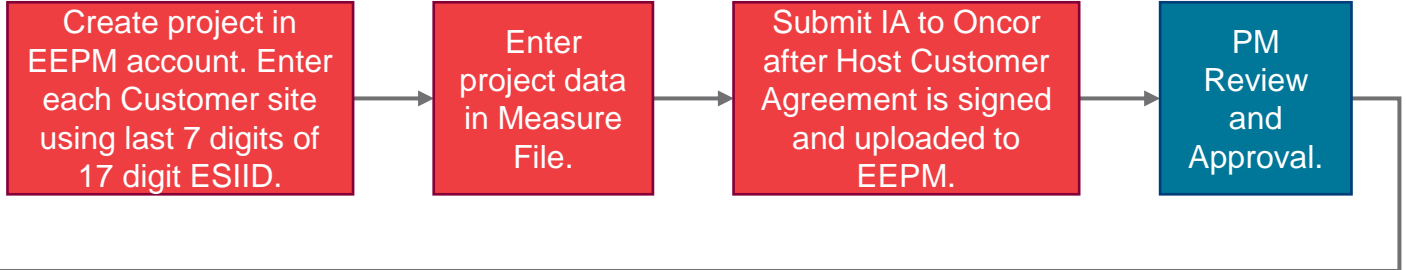 Create project in
EEPM account. Enter
each Customer site
using last 7 digits of
17 digit ESIID.
Enter
project data
in Measure
File.
Submit IA to Oncor
after Host Customer
Agreement is signed
and uploaded to
EEPM.
PM
Review
and
Approval.